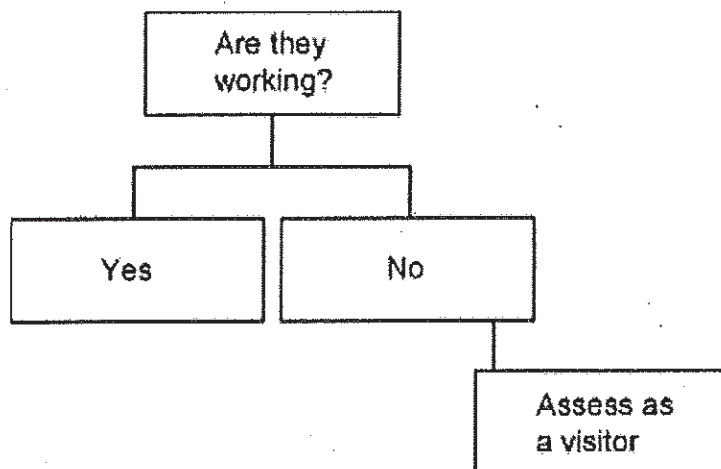 Are they
working?
Yes
No
Assess as
a visitor